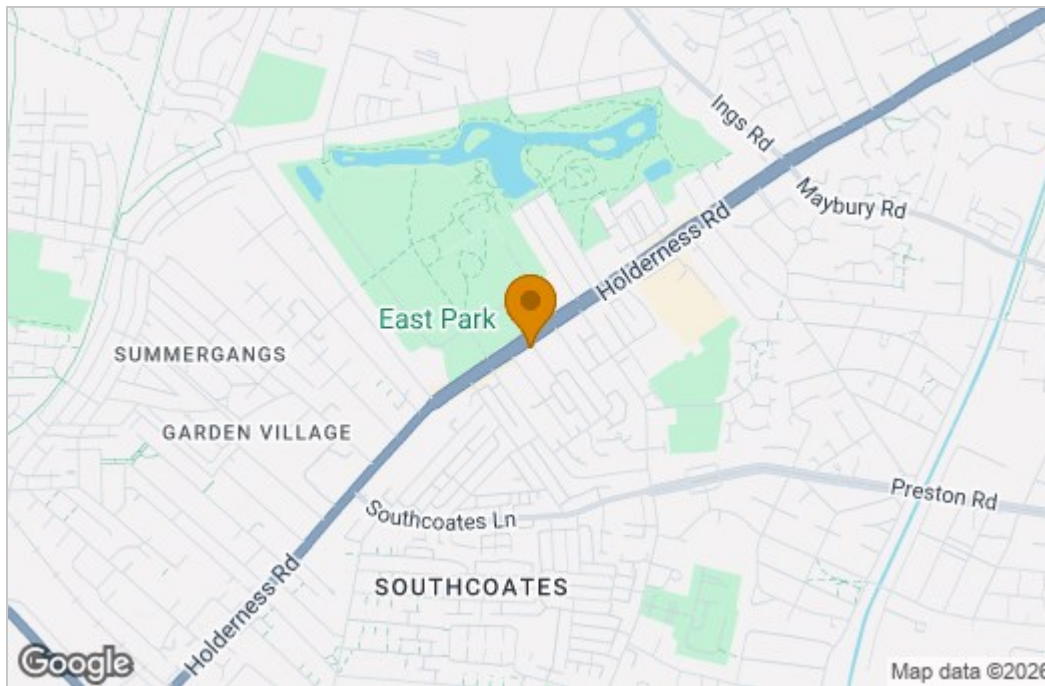 Ings Rd
Maybury Rd
Holderness Rd
East Park
SUMMERGANGS
GARDEN VILLAGE
Preston Rd
Southcoates Ln
SOUTHCOATES
Holderness Rd
Google
Map data ©2026